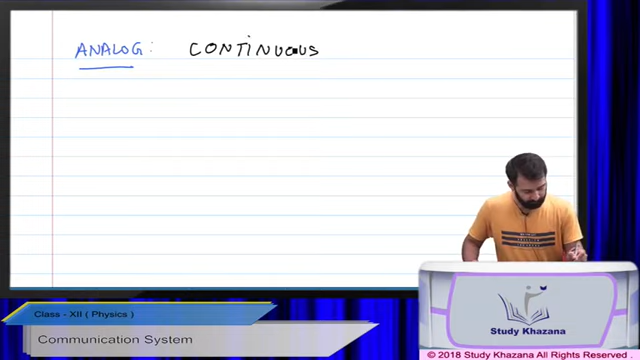 ANALOG: CONTINUOUS
Study Khazana
Class - XII ( Physics )
Communication System
© 2018 Study Khazana All Rights Reserved .